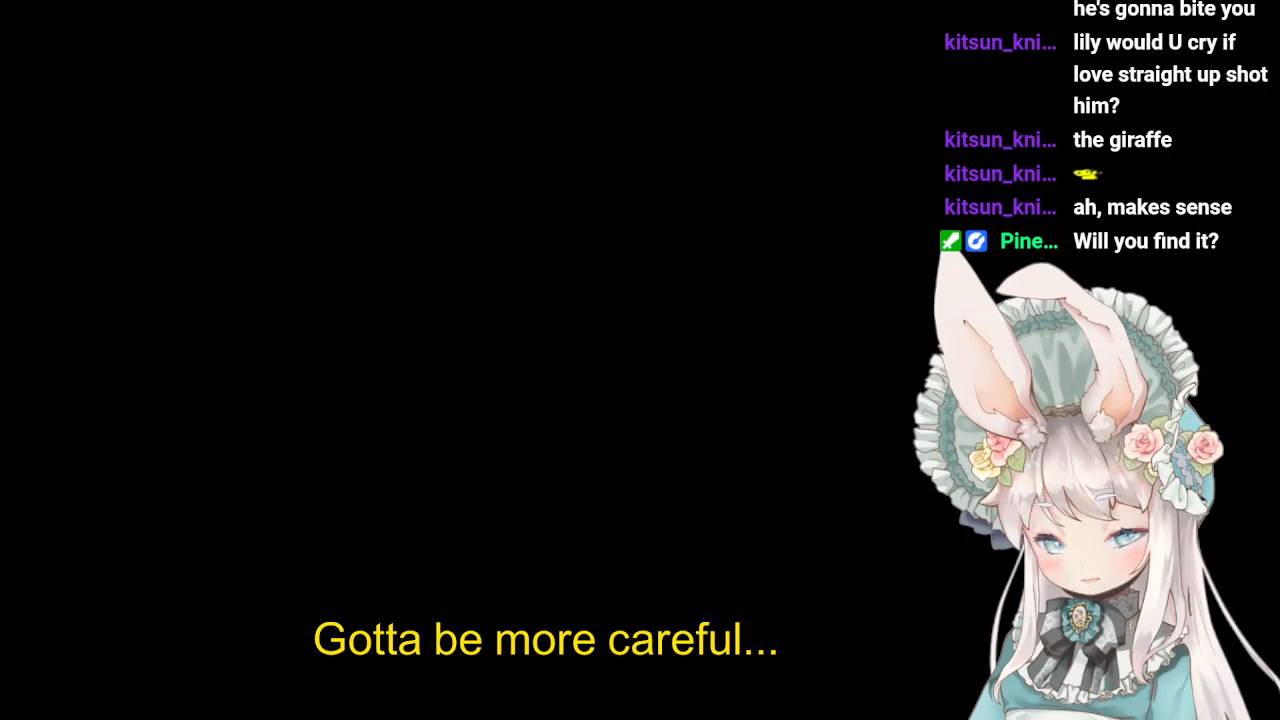 he's gonna bite you
kitsun_kni... lily would U cry if
love straight up shot
him?
kitsun_kni... the giraffe
kitsun_kni...
kitsun_kni... ah, makes sense
Pine... Will you find it?
Gotta be more careful...